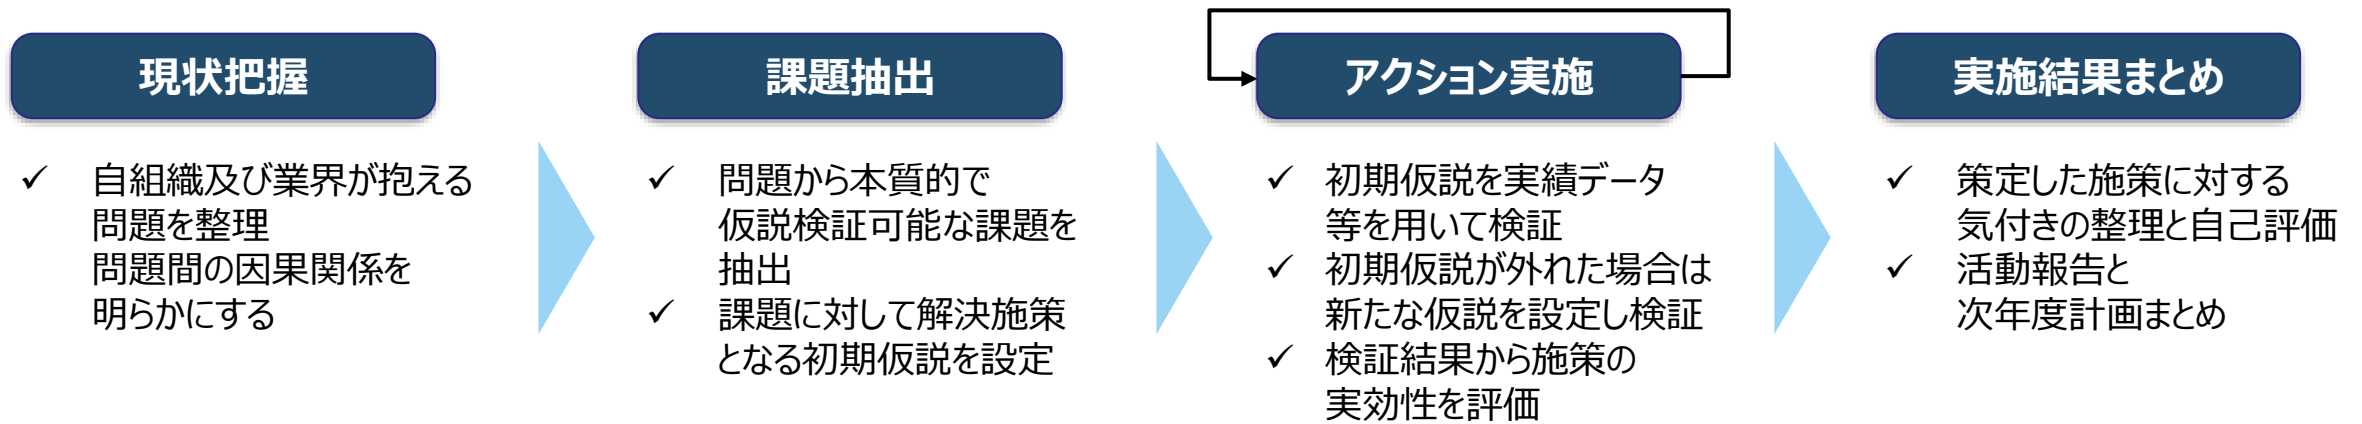 現状把握
✓ 自組織及び業界が抱える
問題を整理
問題間の因果関係を
明らかにする
課題抽出
✓ 問題から本質的で
仮説検証可能な課題を
抽出
✓ 課題に対して解決施策
となる初期仮説を設定
アクション実施
✓ 初期仮説を実績データ
等を用いて検証
✓ 初期仮説が外れた場合は
新たな仮説を設定し検証
✓ 検証結果から施策の
実効性を評価
実施結果まとめ
✓ 策定した施策に対する
気付きの整理と自己評価
✓ 活動報告と
次年度計画まとめ